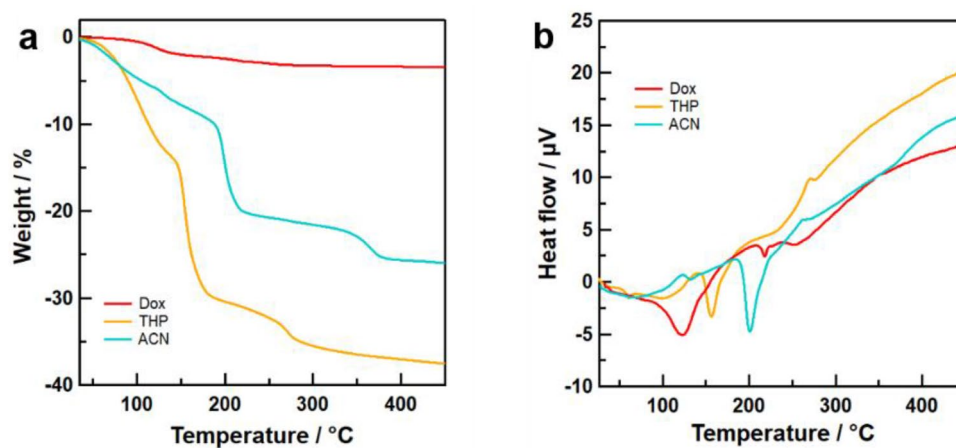 a
0
-10
-20
-30
-40
Weight / %
Dox
THP
ACN
100
200
300
400
Temperature / °C
b
25
20
15
10
5
0
-5
-10
Heat flow / µV
Dox
THP
ACN
100
200
300
400
Temperature / °C